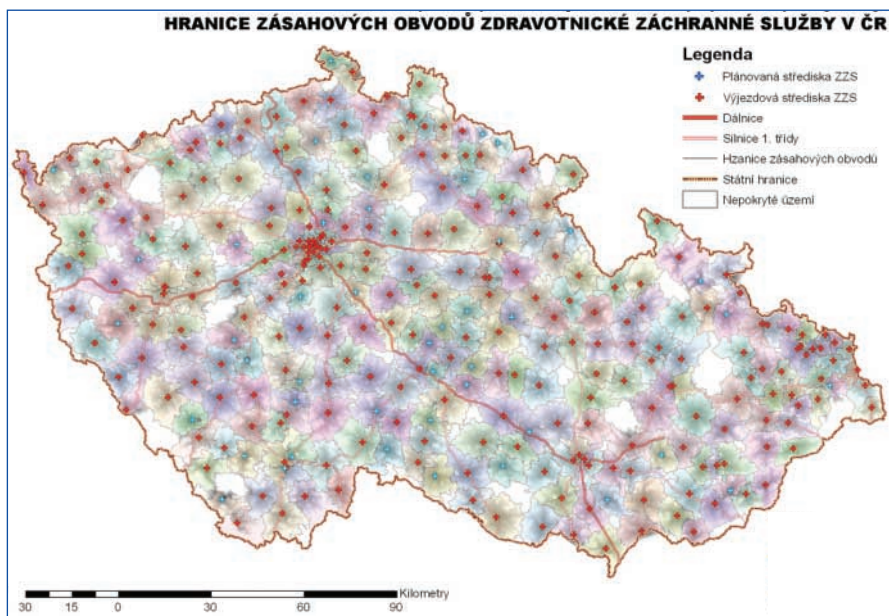 HRANICE ZÁSAHOVÝCH OBVODŮ ZDRAVOTNICKÉ ZÁCHRANNÉ SLUŽBY V ČR
Legenda
Plánovaná střediska ZZS
Výjezdová střediska ZZS
Dálnice
Silnice 1. třídy
Hzanice zásahových obvodů
Státní hranice
Nepokryté území
Kilometry
30 15 0 30 60 90